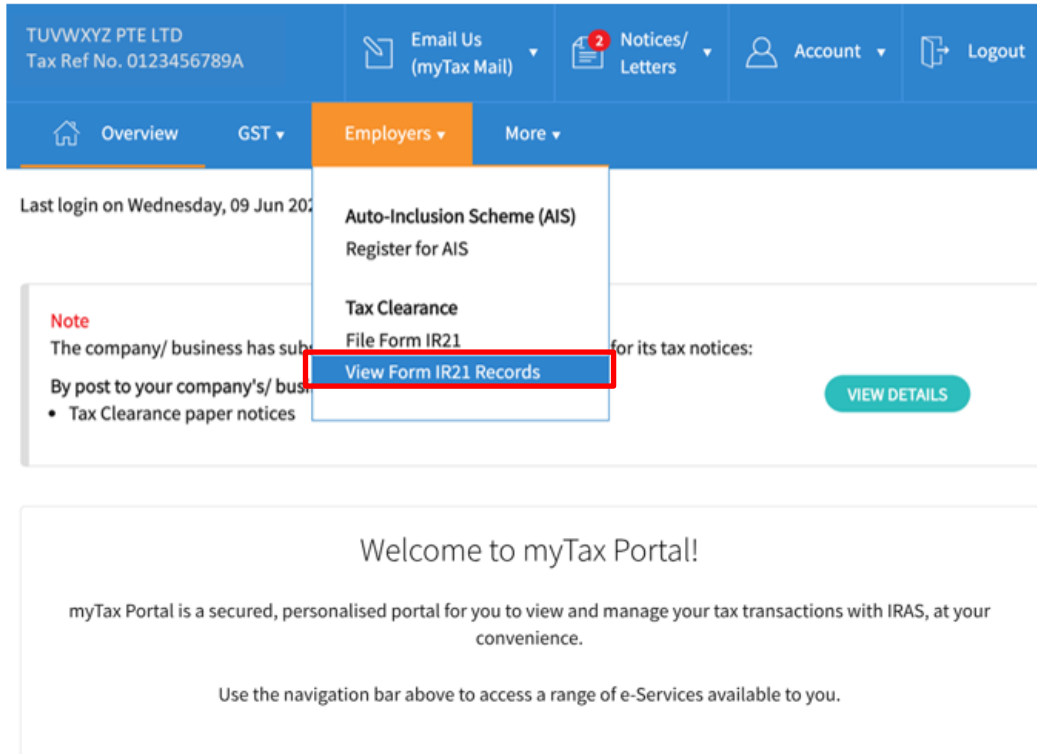 TUVWXYZ PTE LTD
Tax Ref No. 0123456789A
Email Us
(myTax Mail)
2
Notices/
Letters
Account
Logout
Overview
GST
Employers
More
Last login on Wednesday, 09 Jun 202
Auto-Inclusion Scheme (AIS)
Register for AIS
Tax Clearance
File Form IR21
View Form IR21 Records
Note
The company/ business has subs for its tax notices:
By post to your company's/ busi
• Tax Clearance paper notices
VIEW DETAILS
Welcome to myTax Portal!
myTax Portal is a secured, personalised portal for you to view and manage your tax transactions with IRAS, at your
convenience.
Use the navigation bar above to access a range of e-Services available to you.